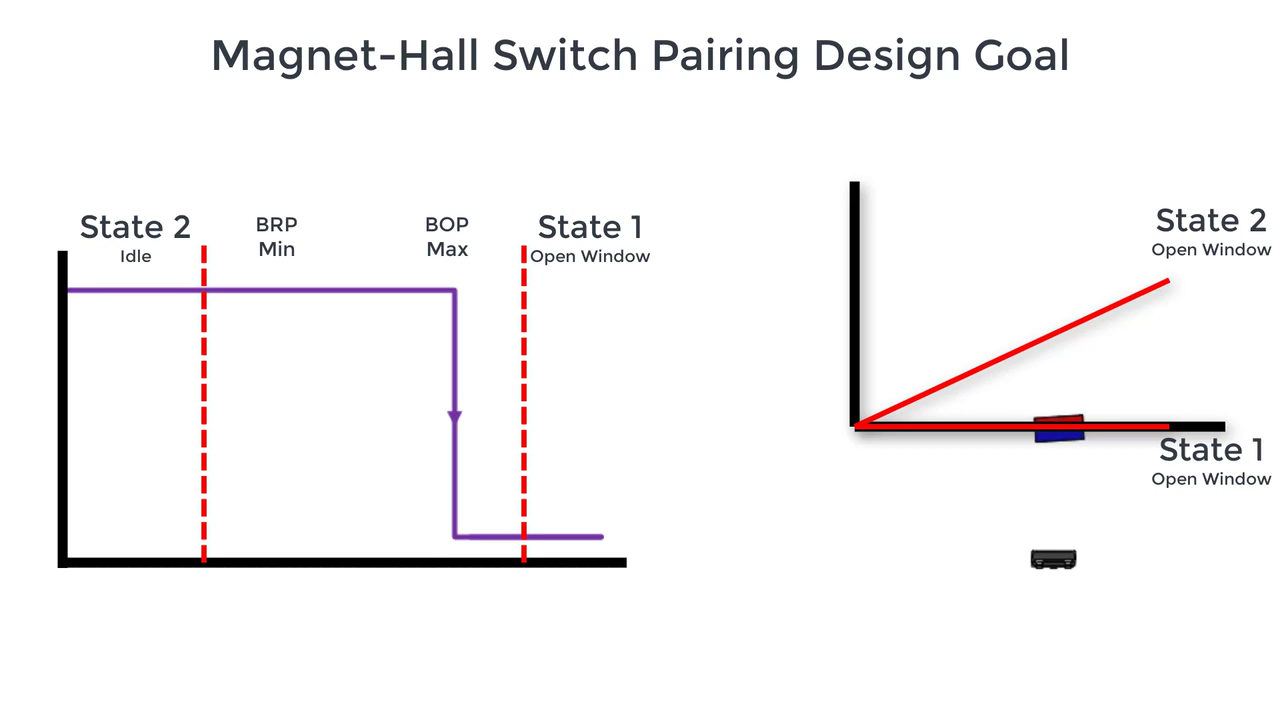 Magnet-Hall Switch Pairing Design Goal
State 2
Idle
BRP
Min
BOP
Max
State 1
Open Window
State 2
Open Window
State 1
Open Window